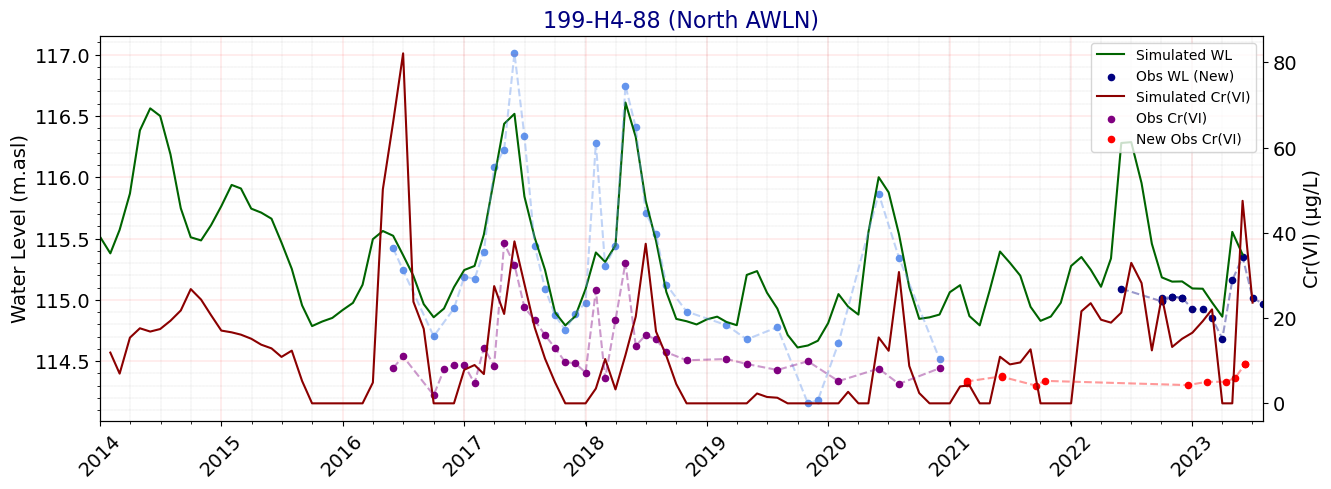 199-H4-88 (North AWLN)
Water Level (m.asl)
117.0
116.5
116.0
115.5
115.0
114.5
Simulated WL
Obs WL (New)
Simulated Cr(VI)
Obs Cr(VI)
New Obs Cr(VI)
80
60
40
20
0
Cr(VI) (μg/L)
2014
2015
2016
2017
2018
2019
2020
2021
2022
2023